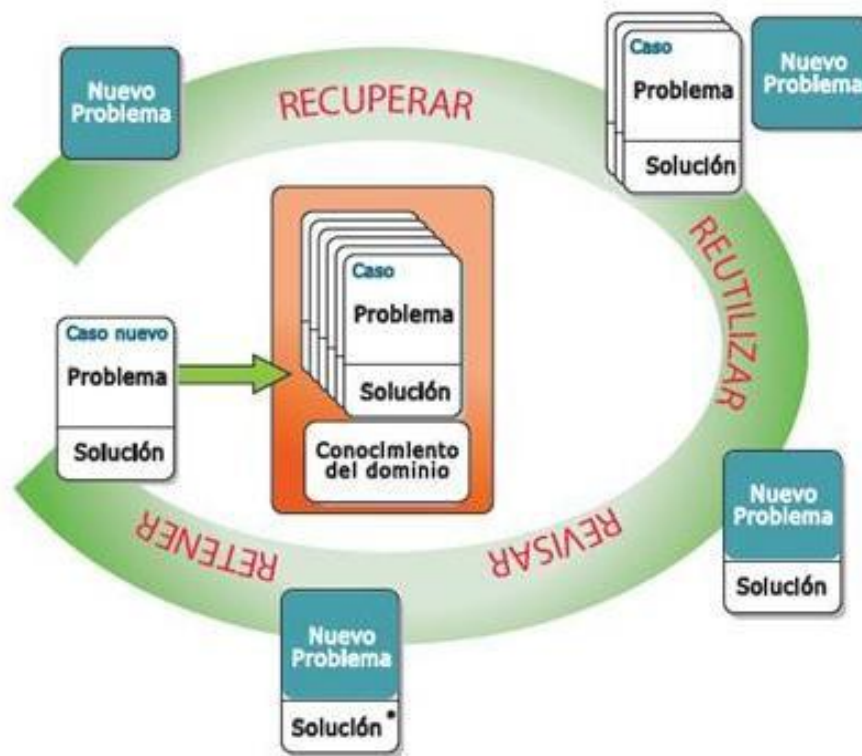 Nuevo
Problema
RECUPERAR
Caso
Problema
Solución
Nuevo
Problema
REUTILIZAR
Nuevo
Problema
Solución
REVISAR
Nuevo
Problema
Solución *
RETENER
Caso nuevo
Problema
Solución
Caso
Problema
Solución
Conocimiento
del dominio